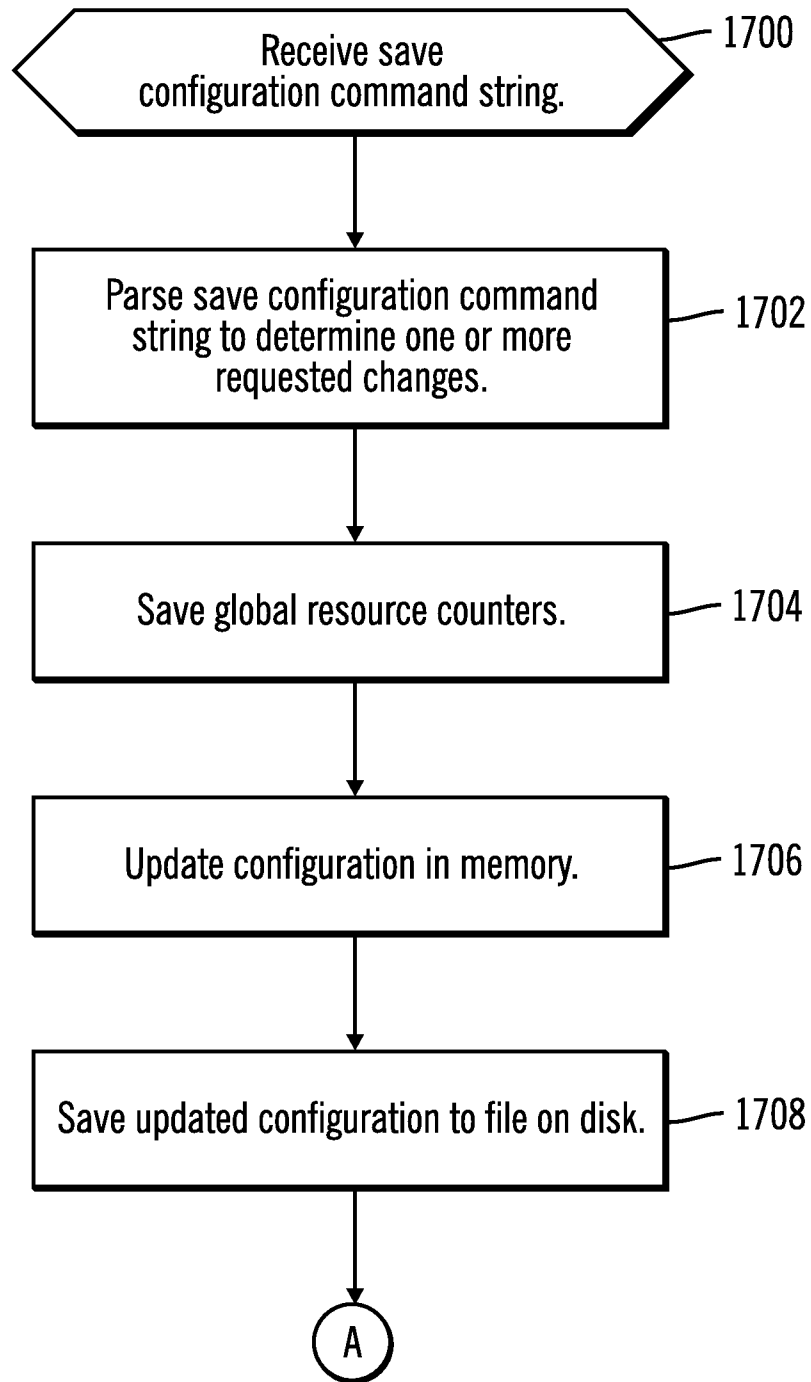 Receive save
configuration command string.
1700
Parse save configuration command
string to determine one or more
requested changes.
1702
Save global resource counters.
1704
Update configuration in memory.
1706
Save updated configuration to file on disk.
1708
A